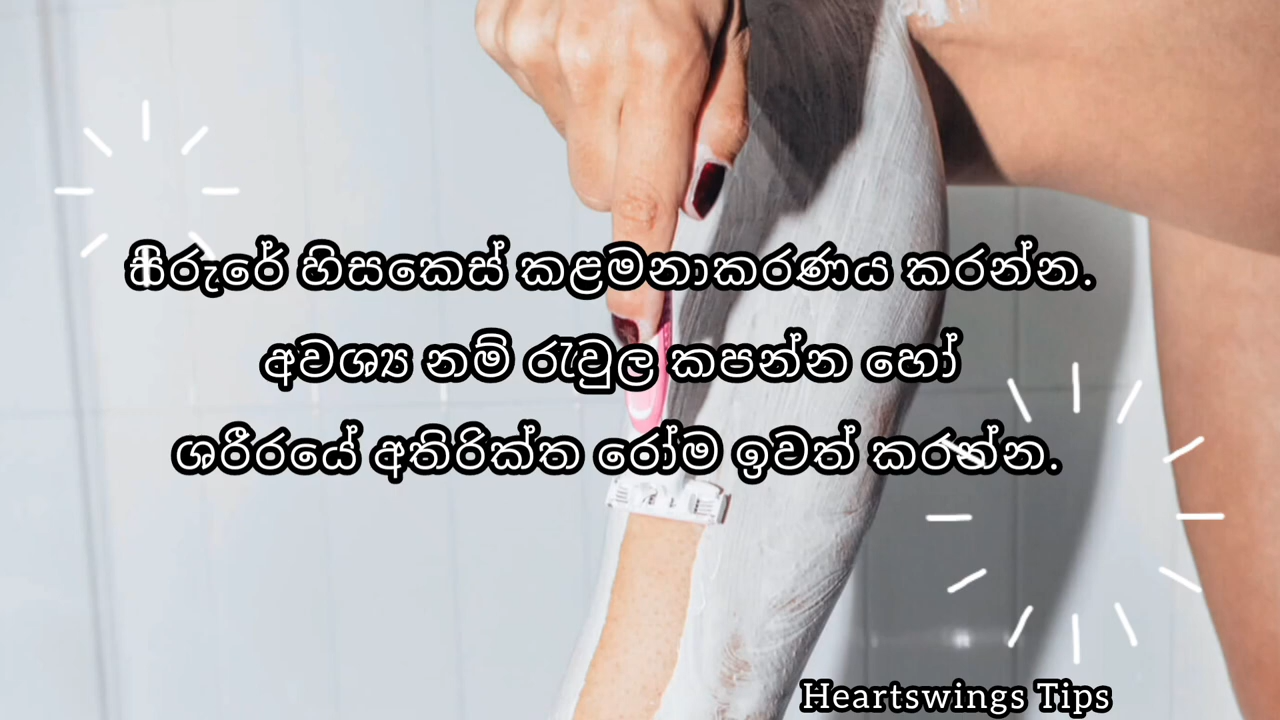 සිරුරේ හිසකෙස් කළමනාකරණය කරන්න.
අවශ්‍ය නම් රැවුල කපන්න හෝ
ශරීරයේ අතිරික්ත රෝම ඉවත් කරන්න.
Heartswings Tips